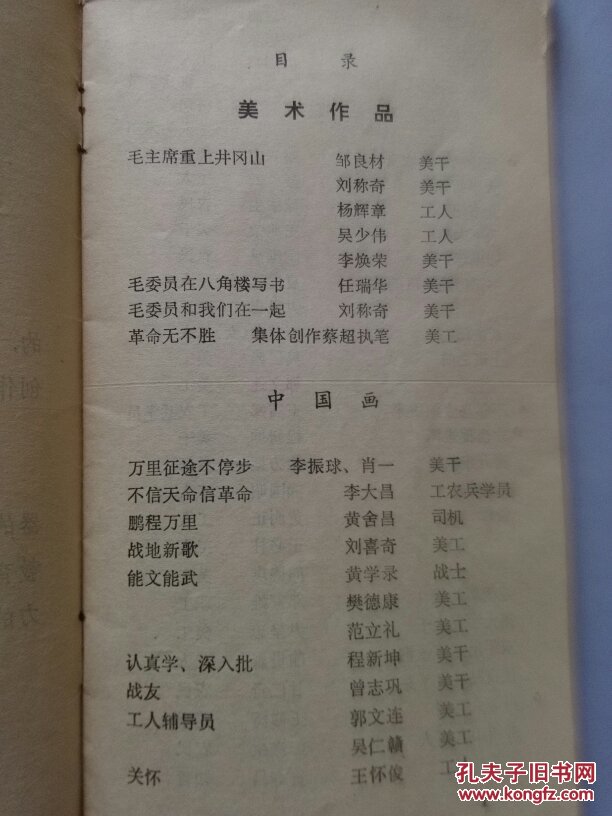 目 录
美 术 作 品
毛主席重上井冈山 邹良材 美干
刘称奇 美干
杨辉章 工人
吴少伟 工人
李焕荣 美干
毛委员在八角楼写书 任瑞华 美干
毛委员和我们在一起 刘称奇 美干
革命无不胜 集体创作蔡超执笔 美工
中 国 画
万里征途不停步 李振球、肖一 美干
不信天命信革命 李大昌 工农兵学员
鹏程万里 黄舍昌 司机
战地新歌 刘喜奇 美工
能文能武 黄学录 战士
樊德康 美工
范立礼 美工
认真学、深入批 程新坤 美干
战友 曾志巩 美干
工人辅导员 郭文连 美工
吴仁赣 美工
关怀 王怀俊 工
的
创作
力
孔夫子旧书网
www.kongfz.com